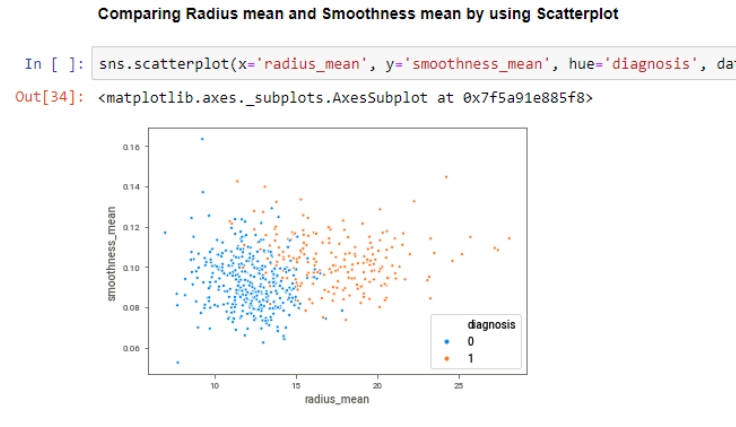 Comparing Radius mean and Smoothness mean by using Scatterplot
In [ ]: sns.scatterplot(x='radius_mean', y='smoothness_mean', hue='diagnosis', dat
Out[34]: <matplotlib.axes._subplots.AxesSubplot at 0x7f5a91e885f8>
0.16
0.14
0.12
0.10
0.08
0.06
smoothness_mean
diagnosis
0
1
10 15 20 25
radius_mean